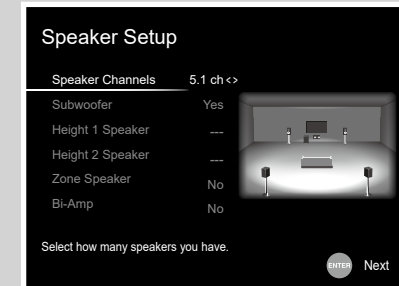 Speaker Setup
Speaker Channels 5.1 ch<>
Subwoofer Yes
Height 1 Speaker ---
Height 2 Speaker ---
Zone Speaker No
Bi-Amp No
Select how many speakers you have.
ENTER Next